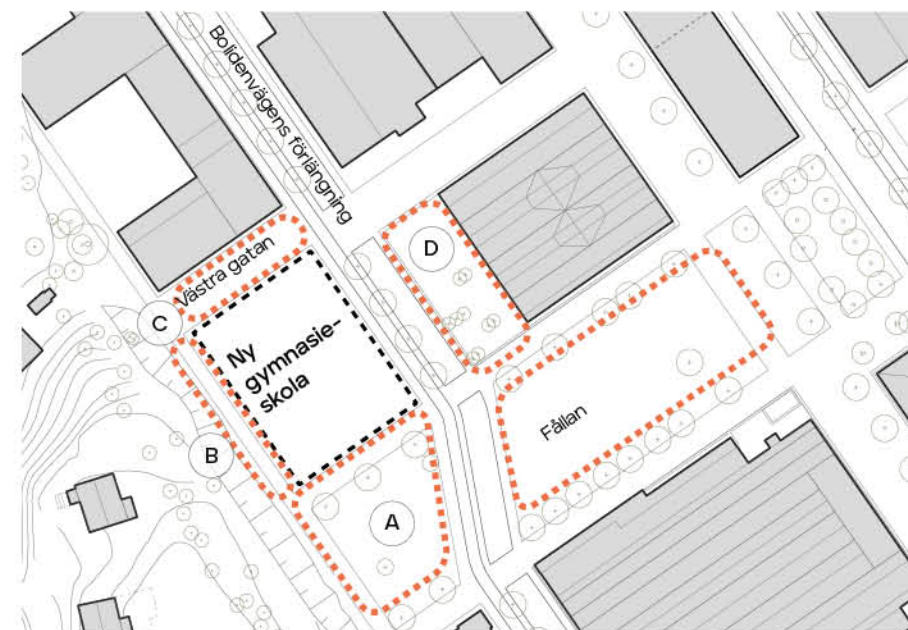 Bolidenvägens förlängning
D
Västra gatan
C
Ny
gymnasie-
skola
Fållan
B
A